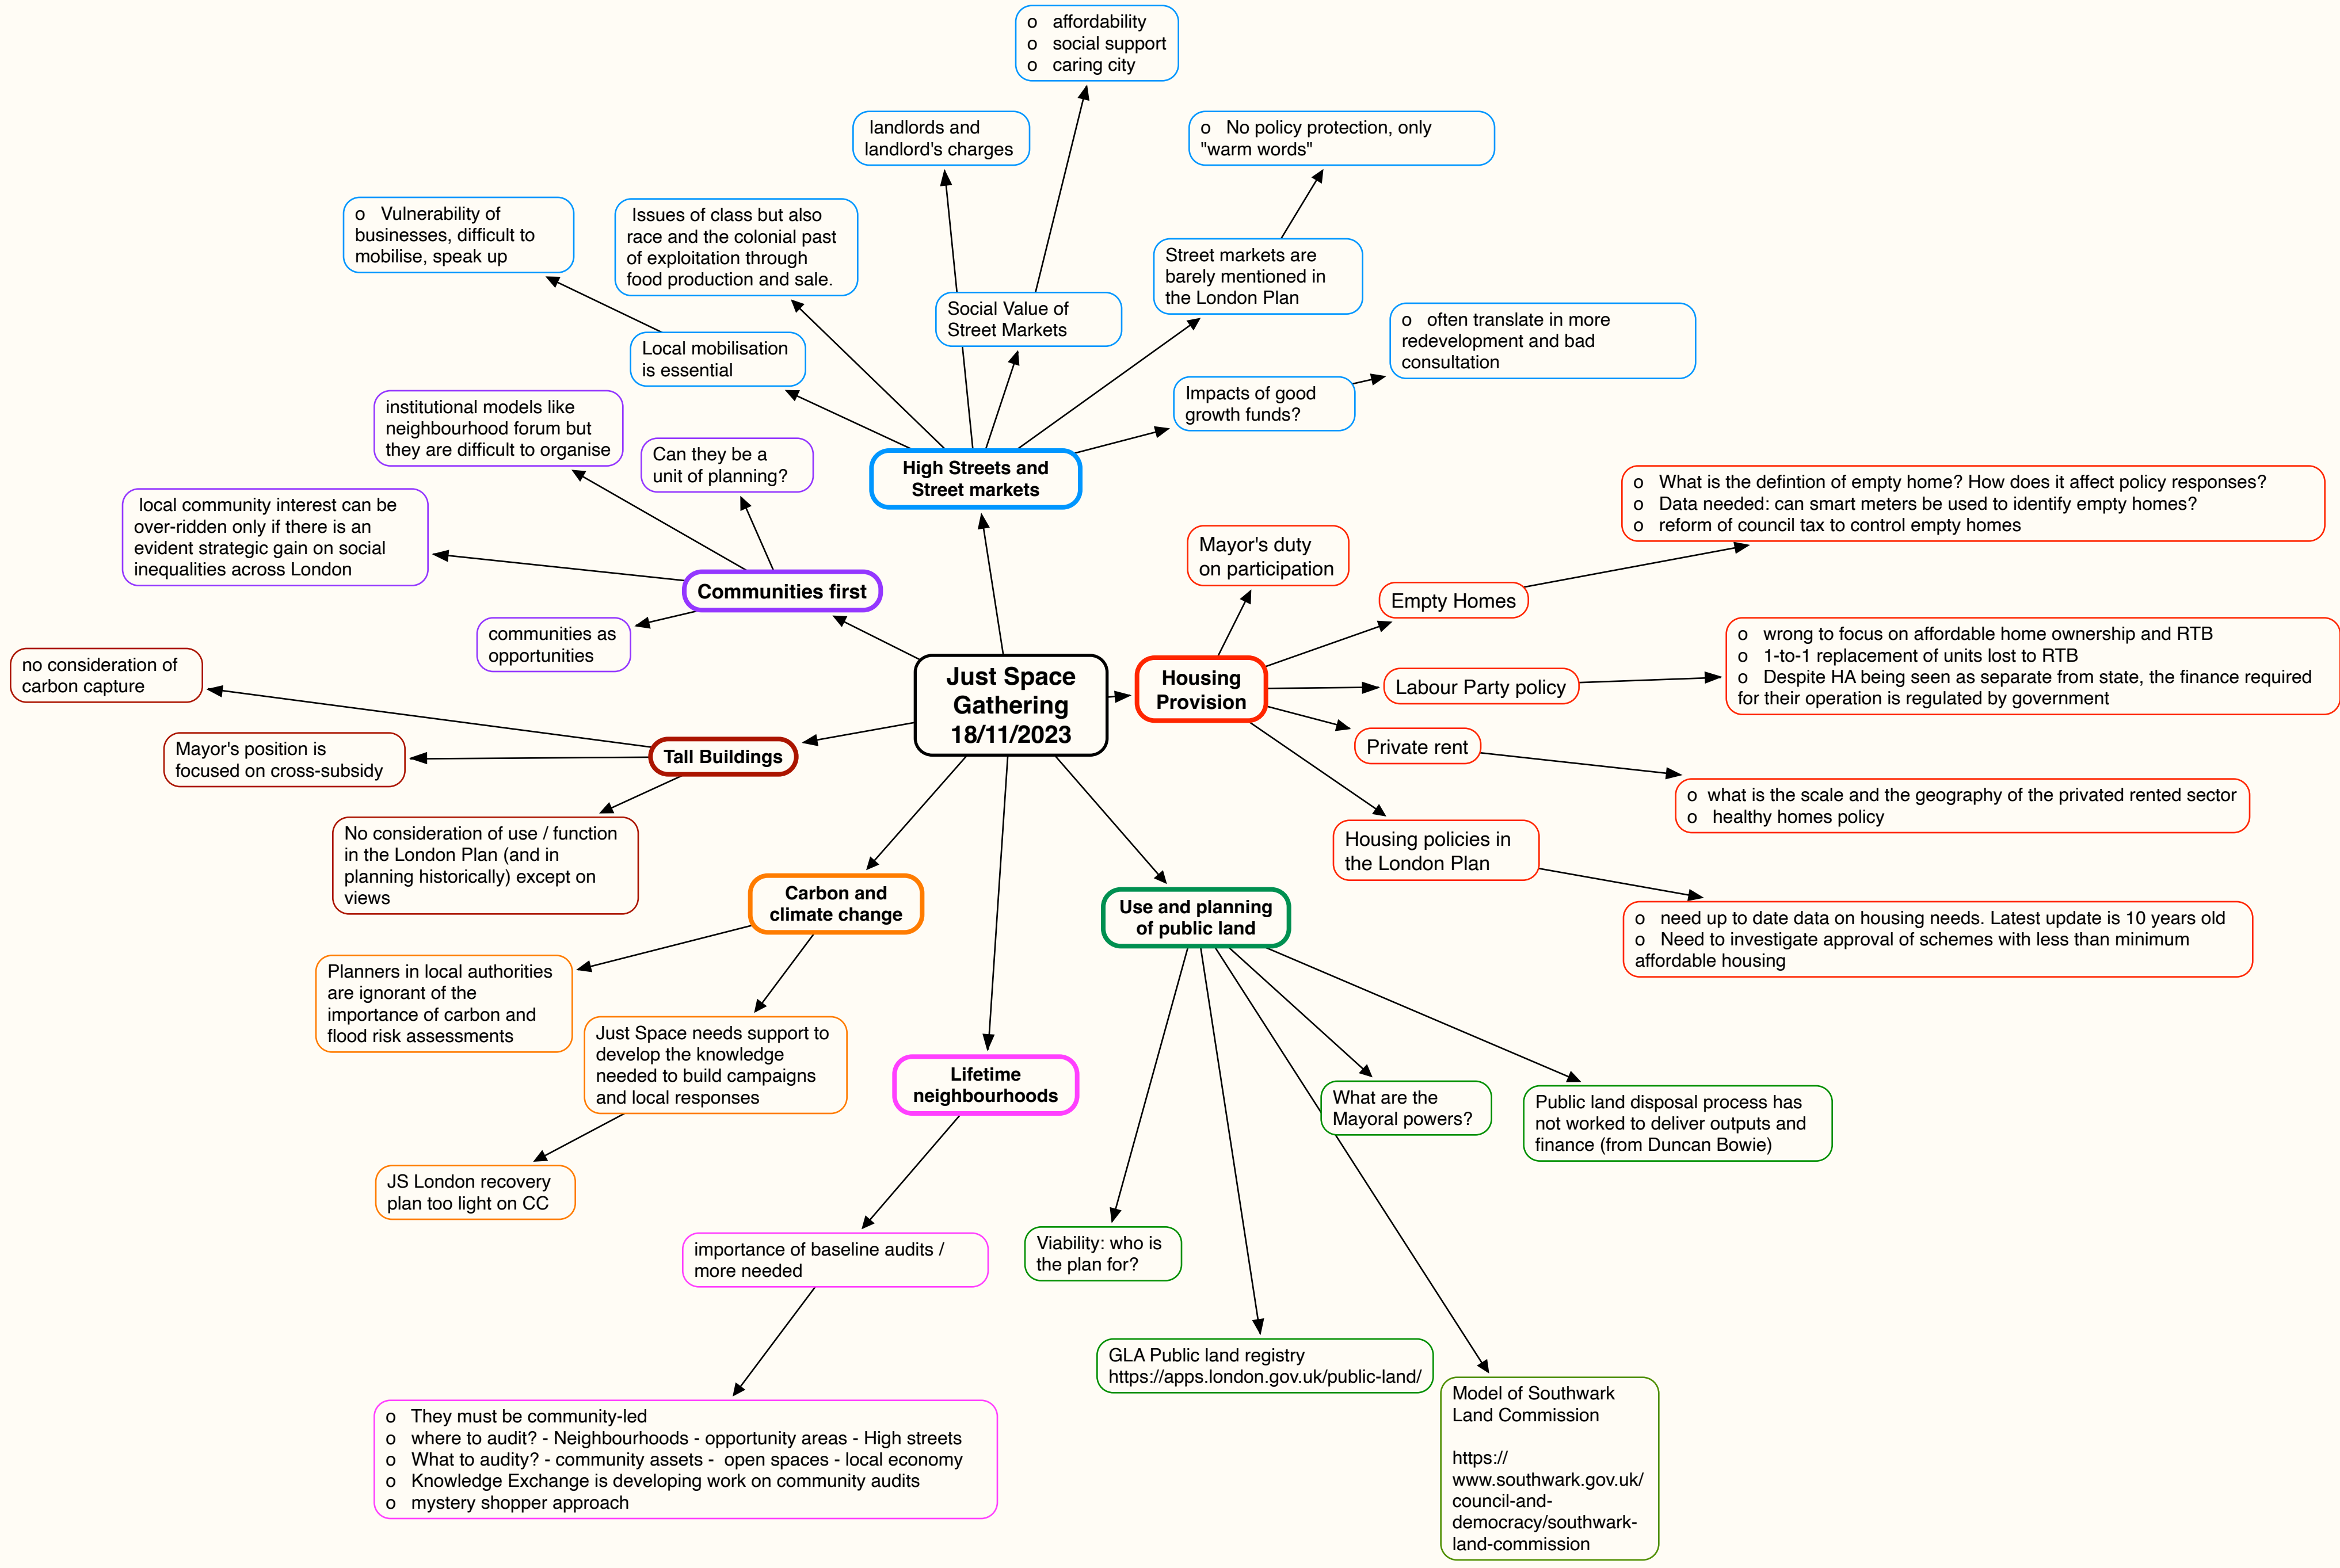 o   affordability
o   social support
o   caring city
landlords and
landlord's charges
o   No policy protection, only
"warm words"
o   Vulnerability of
businesses, difficult to
mobilise, speak up
Issues of class but also
race and the colonial past
of exploitation through
food production and sale.
Social Value of
Street Markets
Street markets are
barely mentioned in
the London Plan
o   often translate in more
redevelopment and bad
consultation
Local mobilisation
is essential
Impacts of good
growth funds?
High Streets and
Street markets
institutional models like
neighbourhood forum but
they are difficult to organise
Can they be a
unit of planning?
local community interest can be
over-ridden only if there is an
evident strategic gain on social
inequalities across London
Communities first
communities as
opportunities
Mayor's duty
on participation
o   What is the defintion of empty home? How does it affect policy responses?
o   Data needed: can smart meters be used to identify empty homes?
o   reform of council tax to control empty homes
Empty Homes
Just Space
Gathering
18/11/2023
Housing
Provision
Labour Party policy
o   wrong to focus on affordable home ownership and RTB
o   1-to-1 replacement of units lost to RTB
o   Despite HA being seen as separate from state, the finance required
for their operation is regulated by government
Private rent
o  what is the scale and the geography of the privated rented sector
o   healthy homes policy
Housing policies in
the London Plan
o   need up to date data on housing needs. Latest update is 10 years old
o   Need to investigate approval of schemes with less than minimum
affordable housing
no consideration of
carbon capture
Mayor's position is
focused on cross-subsidy
Tall Buildings
No consideration of use / function
in the London Plan (and in
planning historically) except on
views
Carbon and
climate change
Planners in local authorities
are ignorant of the
importance of carbon and
flood risk assessments
Just Space needs support to
develop the knowledge
needed to build campaigns
and local responses
JS London recovery
plan too light on CC
Lifetime
neighbourhoods
importance of baseline audits /
more needed
o   They must be community-led
o   where to audit? - Neighbourhoods - opportunity areas - High streets
o   What to audity? - community assets -  open spaces - local economy
o   Knowledge Exchange is developing work on community audits
o   mystery shopper approach
Use and planning
of public land
What are the
Mayoral powers?
Public land disposal process has
not worked to deliver outputs and
finance (from Duncan Bowie)
Viability: who is
the plan for?
GLA Public land registry
https://apps.london.gov.uk/public-land/
Model of Southwark
Land Commission
https://
www.southwark.gov.uk/
council-and-
democracy/southwark-
land-commission